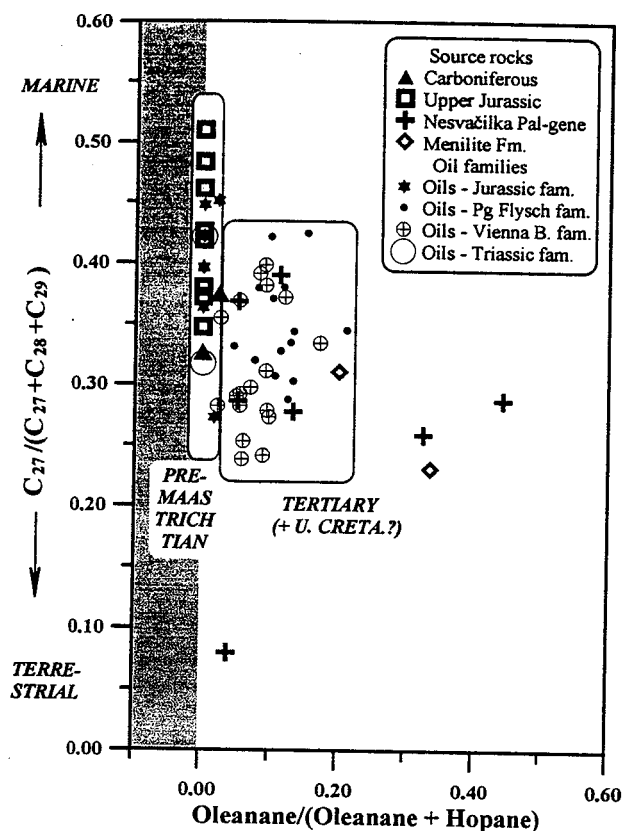 0.60
0.50
0.40
0.30
0.20
0.10
0.00
MARINE
C27/(C27+C28+C29)
TERRE-
STRIAL
Source rocks
Carboniferous
Upper Jurassic
Nesvačilka Pal-gene
Menilite Fm.
Oil families
Oils - Jurassic fam.
Oils - Pg Flysch fam.
Oils - Vienna B. fam.
Oils - Triassic fam.
PRE-
MAAS
TRICH
TIAN
TERTIARY
(+ U. CRETA.?)
0.00 0.20 0.40 0.60
Oleanane/(Oleanane + Hopane)